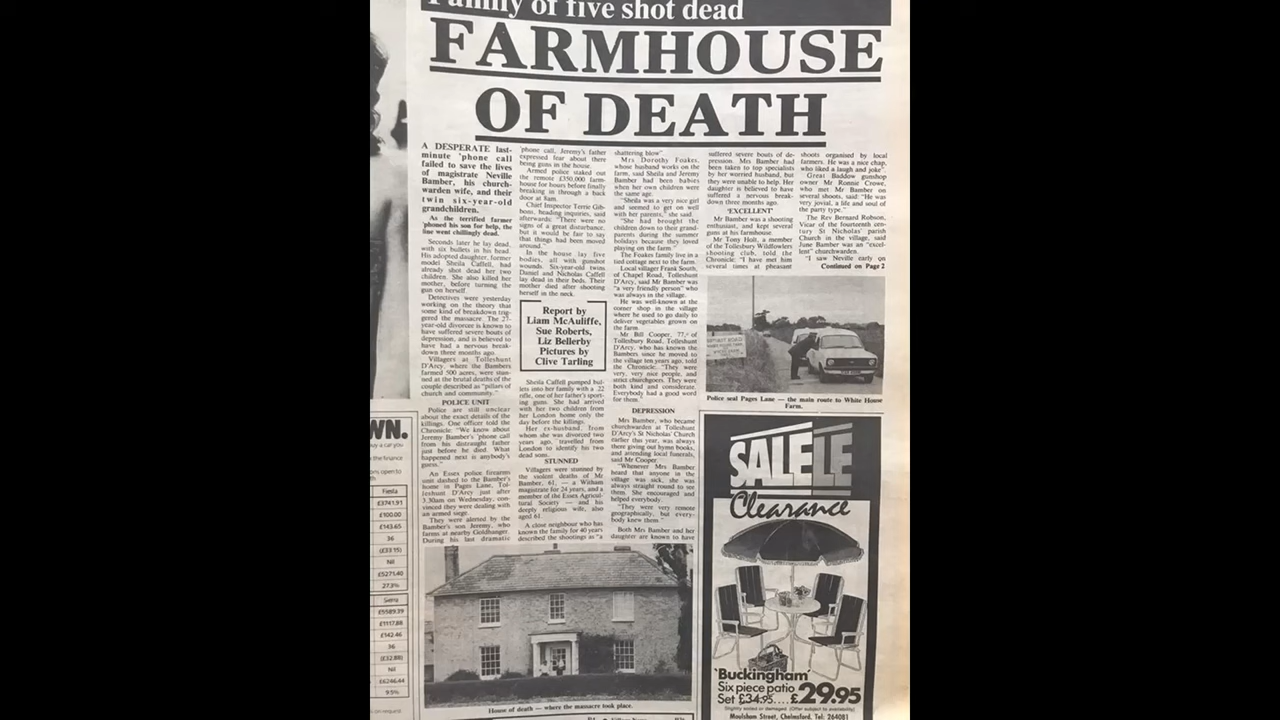 Family of five shot dead
FARMHOUSE
OF DEATH
A DESPERATE last-
minute 'phone call
failed to save the lives
of magistrate Neville
Bamber, his church-
warden wife, and their
twin six-year-old
grandchildren.
As the terrified farmer
'phoned his son for help, the
line went chillingly dead.
Seconds later he lay dead,
with six bullets in his head.
His adopted daughter, former
model Sheila Caffell, had
already shot dead her two
children. She also killed her
mother, before turning the
gun on herself.
Detectives were yesterday
working on the theory that
some kind of breakdown trig-
gered the massacre. The 27-
year-old divorcee is known to
have suffered severe bouts of
depression, and is believed to
have had a nervous break-
down three months ago.
Villagers at Tolleshunt
D'Arcy, where the Bambers
farmed 500 acres, were stun-
ned at the brutal deaths of the
couple described as "pillars of
church and community."
POLICE UNIT
Police are still unclear
about the exact details of the
killings. One officer told the
Chronicle: "We know about
Jeremy Bamber's 'phone call
from his distraught father
just before he died. What
happened next is anybody's
guess."
An Essex police firearms
unit dashed to the Bamber's
home in Pages Lane, Tol-
leshunt D'Arcy just after
3.30am on Wednesday, con-
vinced they were dealing with
an armed siege.
They were alerted by the
Bamber's son Jeremy, who
farms at nearby Goldhanger.
During his last dramatic
'phone call, Jeremy's father
expressed fear about there
being guns in the house.
Armed police staked out
the remote £350,000 farm-
house for hours before finally
breaking in through a back
door at 8am.
Chief Inspector Terrie Gib-
bons, heading inquiries, said
afterwards: "There were no
signs of a great disturbance,
but it would be fair to say
that things had been moved
around."
In the house lay five
bodies, all with gunshot
wounds. Six-year-old twins
Daniel and Nicholas Caffell
lay dead in their beds. Their
mother died after shooting
herself in the neck.
Report by
Liam McAuliffe,
Sue Roberts,
Liz Bellerby
Pictures by
Clive Tarling
Sheila Caffell pumped bul-
lets into her family with a .22
rifle, one of her father's sport-
ing guns. She had arrived
with her two children from
her London home only the
day before the killings.
Her ex-husband, from
whom she was divorced two
years ago, travelled from
London to identify his two
dead sons.
STUNNED
Villagers were stunned by
the violent deaths of Mr
Bamber, 61, — a Witham
magistrate for 24 years, and a
member of the Essex Agricul-
tural Society — and his
deeply religious wife, also
aged 61.
A close neighbour who has
known the family for 40 years
described the shootings as "a
shattering blow".
Mrs Dorothy Foakes,
whose husband works on the
farm, said Sheila and Jeremy
Bamber had been babies
when her own children were
the same age.
"Sheila was a very nice girl
and seemed to get on well
with her parents," she said.
"She had brought the
children down to their grand-
parents during the summer
holidays because they loved
playing on the farm."
The Foakes family live in a
tied cottage next to the farm.
Local villager Frank South,
of Chapel Road, Tolleshunt
D'Arcy, said Mr Bamber was
"a very friendly person" who
was always in the village.
He was well-known at the
corner shop in the village
where he used to go daily to
deliver vegetables grown on
the farm.
Mr Bill Cooper, 77, of
Tollesbury Road, Tolleshunt
D'Arcy, who has known the
Bambers since he moved to
the village ten years ago, told
the Chronicle: "They were
very, very nice people, and
strict churchgoers. They were
both kind and considerate.
Everybody had a good word
for them."
DEPRESSION
Mrs Bamber, who became
churchwarden at Tolleshunt
D'Arcy's St Nicholas' Church
earlier this year, was always
there giving out hymn books,
and attending local funerals,
said Mr Cooper.
"Whenever Mrs Bamber
heard that anyone in the
village was sick, she was
always straight round to see
them. She encouraged and
helped everybody.
"They were very remote
geographically, but every-
body knew them."
Both Mrs Bamber and her
daughter are known to have
suffered severe bouts of de-
pression. Mrs Bamber had
been taken to top specialists
by her worried husband, but
they were unable to help. Her
daughter is believed to have
suffered a nervous break-
down three months ago.
'EXCELLENT'
Mr Bamber was a shooting
enthusiast, and kept several
guns at his farmhouse.
Mr Tony Holt, a member
of the Tollesbury Wildfowlers
shooting club, told the
Chronicle: "I have met him
several times at pheasant
shoots organised by local
farmers. He was a nice chap,
who liked a laugh and joke".
Great Baddow gunshop
owner Mr Ronnie Crowe,
who met Mr Bamber on
several shoots, said: "He was
very jovial, a life and soul of
the party type."
The Rev Bernard Robson,
Vicar of the fourteenth cen-
tury St Nicholas' parish
Church in the village, said
June Bamber was an "excel-
lent" churchwarden.
"I saw Neville early on
Continued on Page 2
Police seal Pages Lane — the main route to White House
Farm.
House of death — where the massacre took place.
WN.
Fiesta
£3741.91
£100.00
£143.65
36
(£33.15)
Nil
£5271.40
27.3%
Sierra
£5589.39
£1117.88
£142.46
36
(£32.88)
Nil
£6246.44
9.5%
on request.
SALE LE
Clearance
'Buckingham'
Six piece patio
Set £34.95.... £29.95
Slightly soiled or damaged. (Offer subject to availability)
Moulsham Street, Chelmsford. Tel: 264081